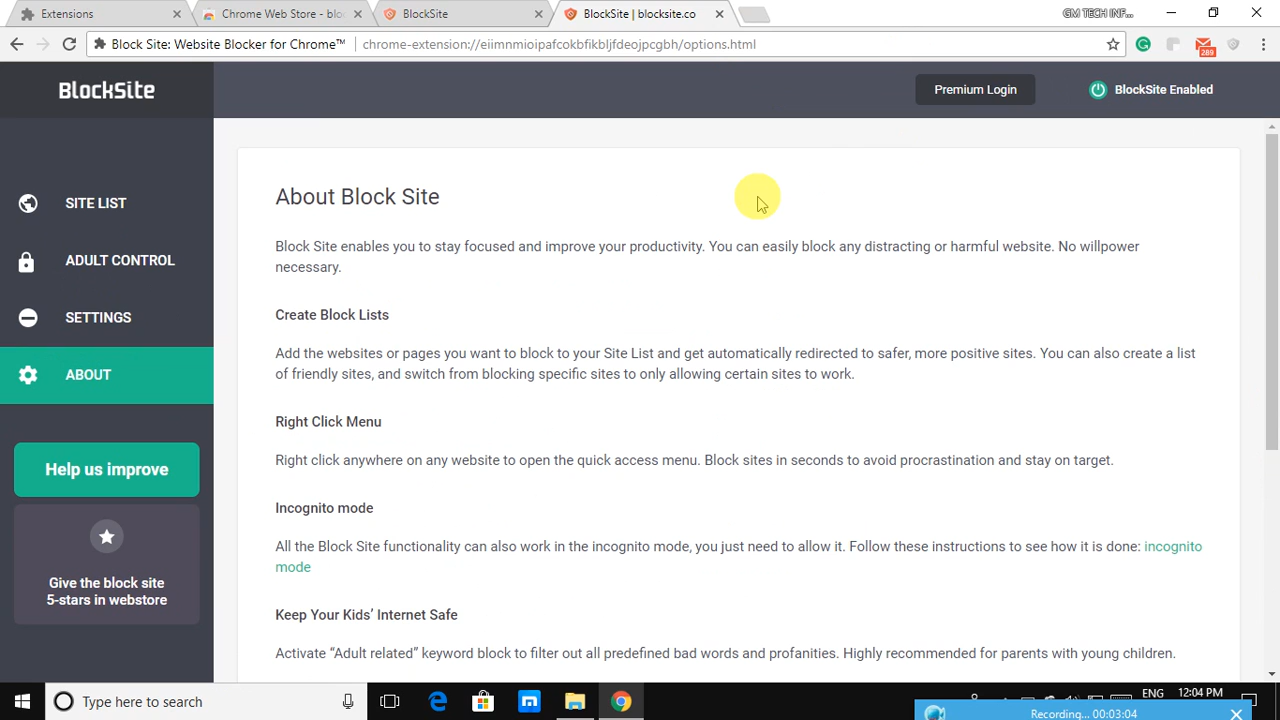 Extensions
Chrome Web Store - blo
BlockSite
BlockSite | blocksite.co
GM TECH INF...
Block Site: Website Blocker for Chrome™
chrome-extension://eiimnmioipafcokbfikbljfdeojpcgbh/options.html
289
BLOCKSITE
Premium Login
BlockSite Enabled
SITE LIST
ADULT CONTROL
SETTINGS
ABOUT
Help us improve
Give the block site
5-stars in webstore
About Block Site
Block Site enables you to stay focused and improve your productivity. You can easily block any distracting or harmful website. No willpower
necessary.
Create Block Lists
Add the websites or pages you want to block to your Site List and get automatically redirected to safer, more positive sites. You can also create a list
of friendly sites, and switch from blocking specific sites to only allowing certain sites to work.
Right Click Menu
Right click anywhere on any website to open the quick access menu. Block sites in seconds to avoid procrastination and stay on target.
Incognito mode
All the Block Site functionality can also work in the incognito mode, you just need to allow it. Follow these instructions to see how it is done: incognito
mode
Keep Your Kids’ Internet Safe
Activate “Adult related” keyword block to filter out all predefined bad words and profanities. Highly recommended for parents with young children.
Type here to search
ENG
12:04 PM
Recording... 00:03:04